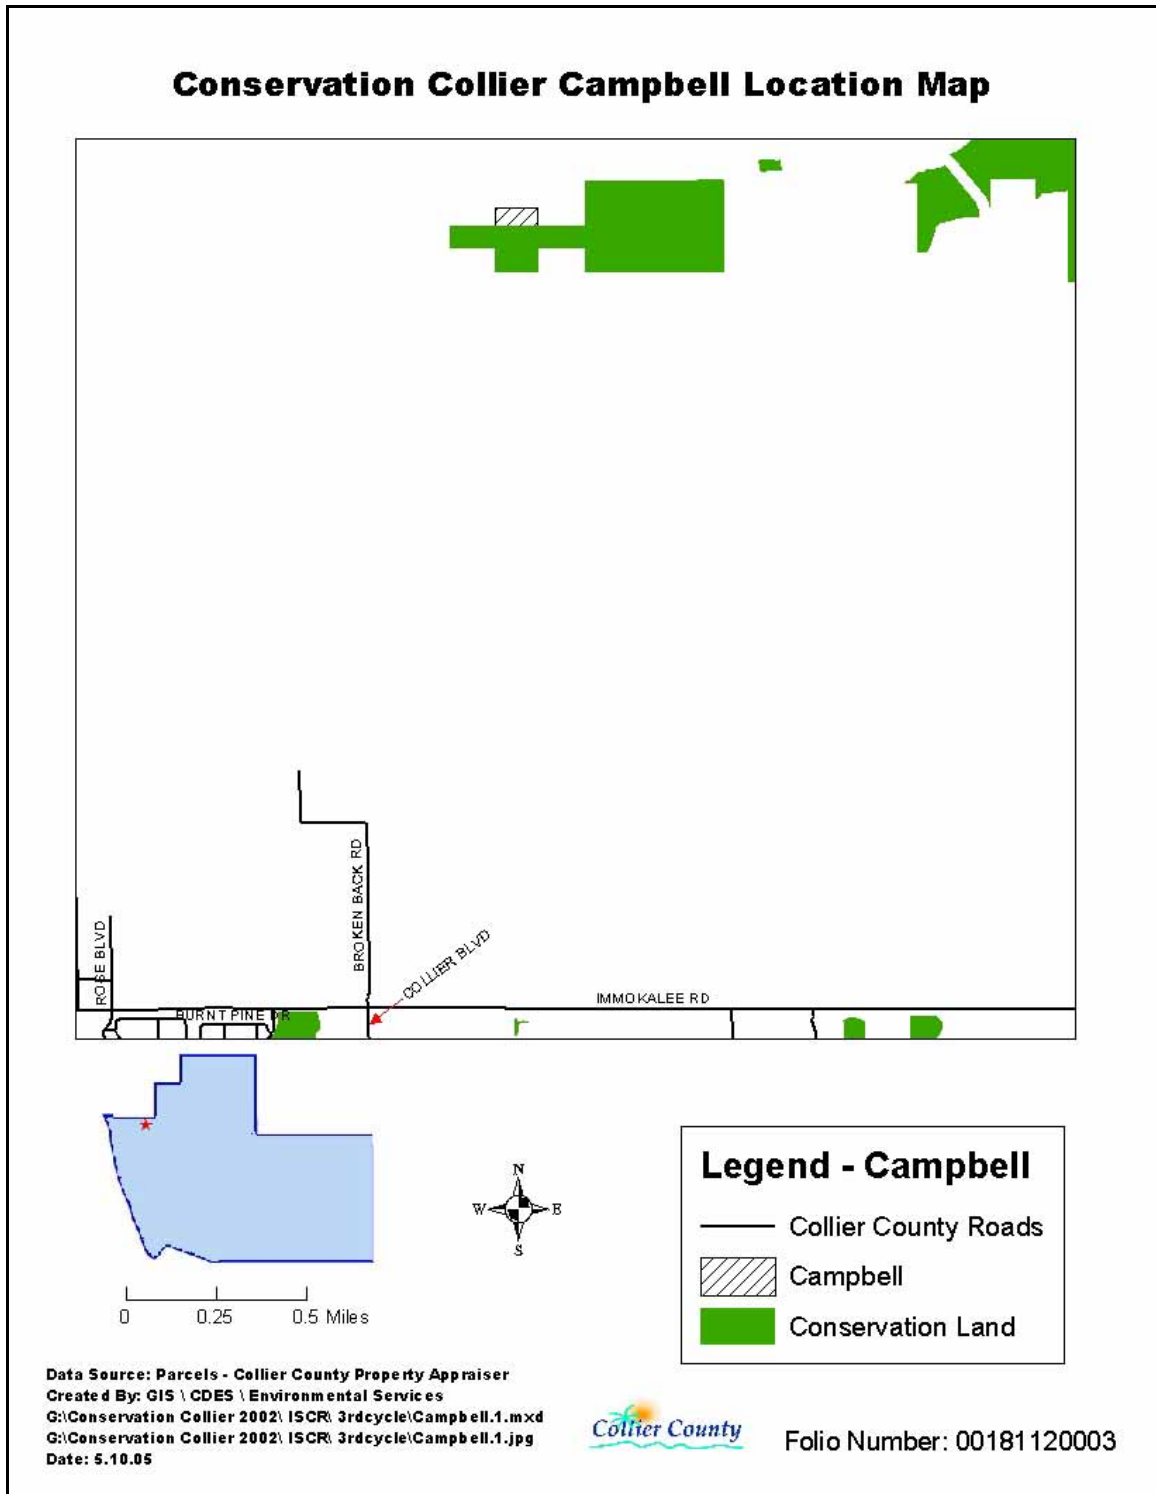 Conservation Collier Campbell Location Map
BROKEN BACK RD
ROSE BLVD
COLLIER BLVD
IMMOKALEE RD
BURNT PINE DR
N
W E
S
0 0.25 0.5 Miles
Legend - Campbell
Collier County Roads
Campbell
Conservation Land
Data Source: Parcels - Collier County Property Appraiser
Created By: GIS \ CDES \ Environmental Services
G:\Conservation Collier 2002\ ISCR\ 3rdcycle\Campbell.1.mxd
G:\Conservation Collier 2002\ ISCR\ 3rdcycle\Campbell.1.jpg
Date: 5.10.05
Collier County
Folio Number: 00181120003